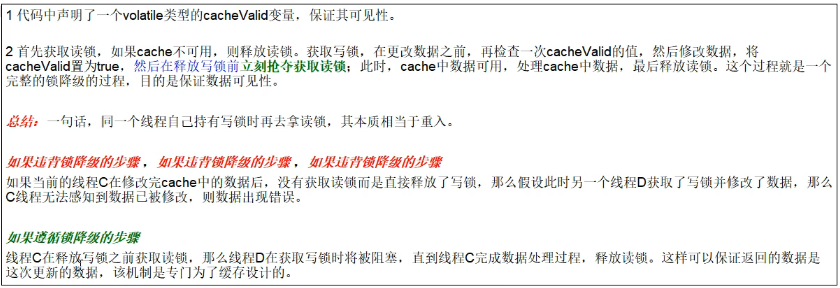 1 代码中声明了一个volatile类型的cacheValid变量，保证其可见性。
2 首先获取读锁，如果cache不可用，则释放读锁。获取写锁，在更改数据之前，再检查一次cacheValid的值，然后修改数据，将
cacheValid置为true，然后在释放写锁前立刻抢夺获取读锁；此时，cache中数据可用，处理cache中数据，最后释放读锁。这个过程就是一个
完整的锁降级的过程，目的是保证数据可见性。
总结：一句话，同一个线程自己持有写锁时再去拿读锁，其本质相当于重入。
如果违背锁降级的步骤，如果违背锁降级的步骤，如果违背锁降级的步骤
如果当前的线程C在修改完cache中的数据后，没有获取读锁而是直接释放了写锁，那么假设此时另一个线程D获取了写锁并修改了数据，那么
C线程无法感知到数据已被修改，则数据出现错误。
如果遵循锁降级的步骤
线程C在释放写锁之前获取读锁，那么线程D在获取写锁时将被阻塞，直到线程C完成数据处理过程，释放读锁。这样可以保证返回的数据是
这次更新的数据，该机制是专门为了缓存设计的。